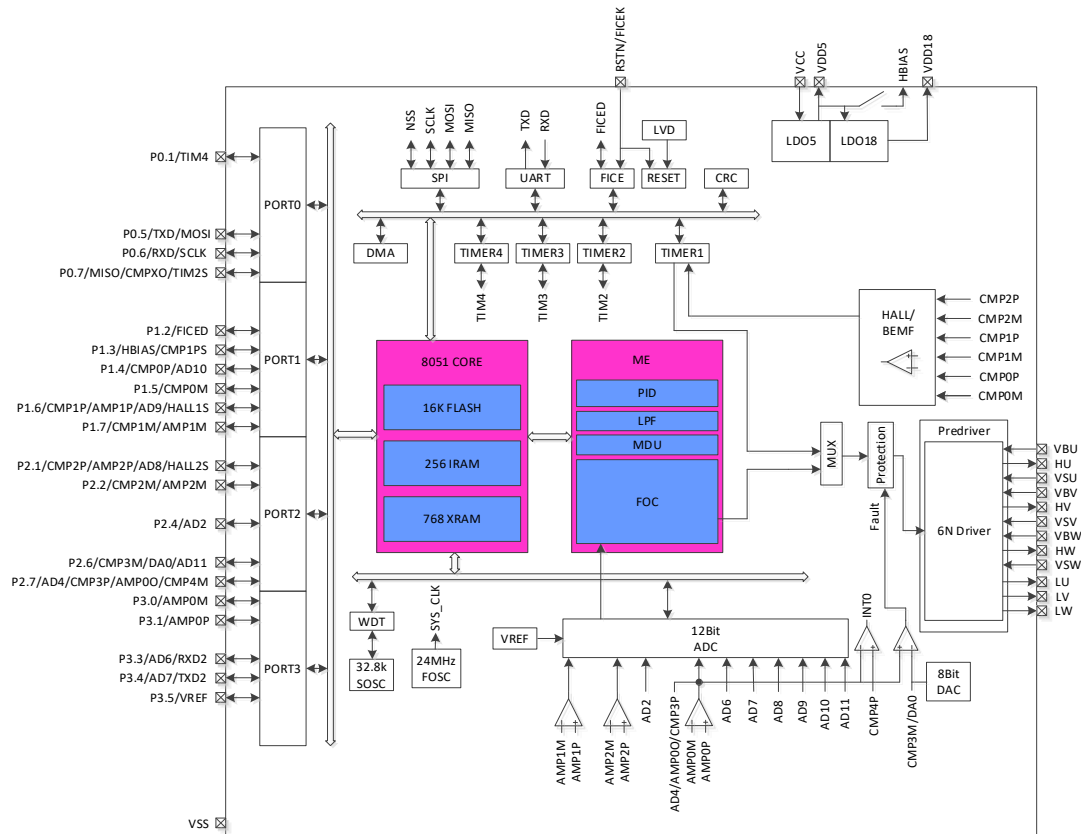 RSTN/FICEK
VCC
VDD5
HBIAS
VDD18
LDO5
LDO18
NSS
SCLK
MOSI
MISO
TXD
RXD
FICED
LVD
SPI
UART
FICE
RESET
CRC
DMA
TIMER4
TIMER3
TIMER2
TIMER1
TIM4
TIM3
TIM2
P0.1/TIM4
P0.5/TXD/MOSI
P0.6/RXD/SCLK
P0.7/MISO/CMPXO/TIM2S
PORT0
P1.2/FICED
P1.3/HBIAS/CMP1PS
P1.4/CMP0P/AD10
P1.5/CMP0M
P1.6/CMP1P/AMP1P/AD9/HALL1S
P1.7/CMP1M/AMP1M
PORT1
P2.1/CMP2P/AMP2P/AD8/HALL2S
P2.2/CMP2M/AMP2M
P2.4/AD2
P2.6/CMP3M/DA0/AD11
P2.7/AD4/CMP3P/AMP0O/CMP4M
PORT2
P3.0/AMP0M
P3.1/AMP0P
P3.3/AD6/RXD2
P3.4/AD7/TXD2
P3.5/VREF
PORT3
VSS
8051 CORE
16K FLASH
256 IRAM
768 XRAM
ME
PID
LPF
MDU
FOC
HALL/
BEMF
CMP2P
CMP2M
CMP1P
CMP1M
CMP0P
CMP0M
MUX
Protection
Fault
Predriver
6N Driver
VBU
HU
VSU
VBV
HV
VSV
VBW
HW
VSW
LU
LV
LW
WDT
32.8k
SOSC
SYS_CLK
24MHz
FOSC
VREF
12Bit
ADC
INT0
8Bit
DAC
AMP1M
AMP1P
AMP2M
AMP2P
AD2
AD4/AMP0O/CMP3P
AMP0M
AMP0P
AD6
AD7
AD8
AD9
AD10
AD11
CMP4P
CMP3M/DA0